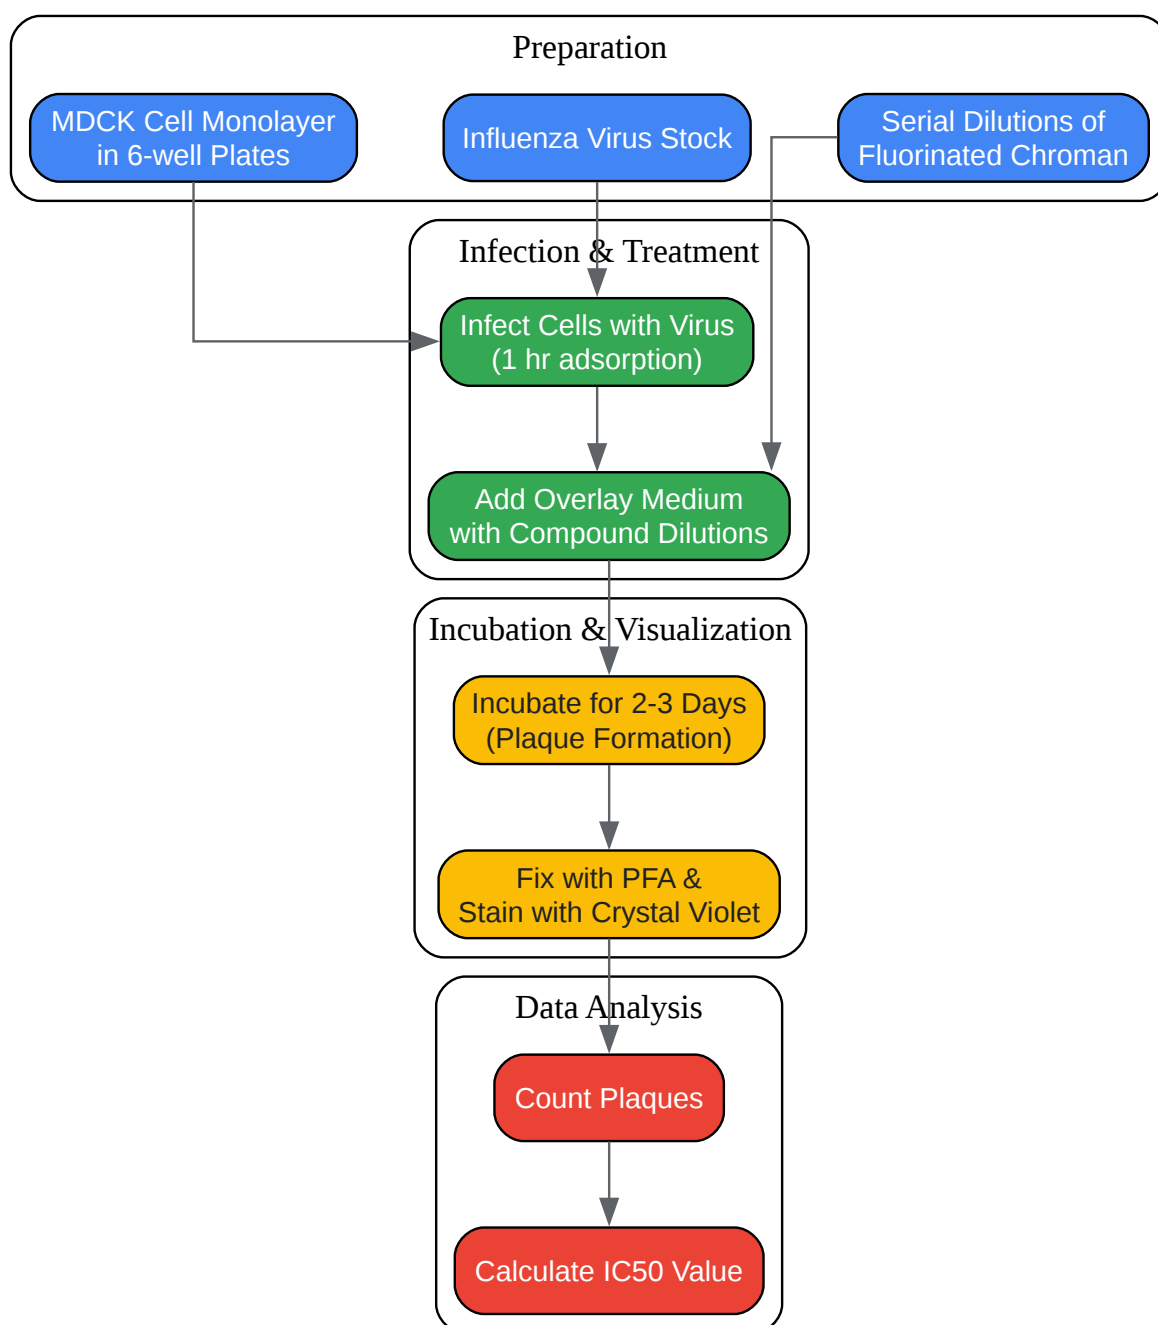 Preparation
MDCK Cell Monolayer
in 6-well Plates
Influenza Virus Stock
Serial Dilutions of
Fluorinated Chroman
Infection & Treatment
Infect Cells with Virus
(1 hr adsorption)
Add Overlay Medium
with Compound Dilutions
Incubation & Visualization
Incubate for 2-3 Days
(Plaque Formation)
Fix with PFA &
Stain with Crystal Violet
Data Analysis
Count Plaques
Calculate IC50 Value